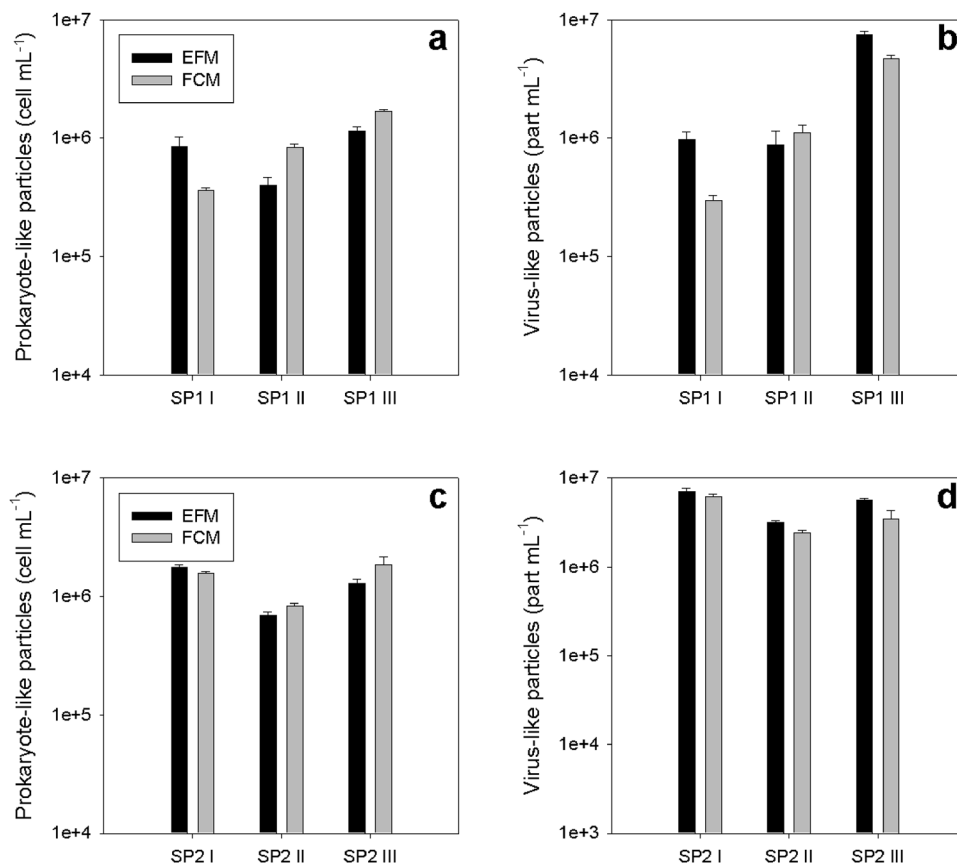 a
Prokaryote-like particles (cell mL⁻¹)
1e+7
1e+6
1e+5
1e+4
EFM
FCM
SP1 I SP1 II SP1 III
b
Virus-like particles (part mL⁻¹)
1e+7
1e+6
1e+5
1e+4
SP1 I SP1 II SP1 III
c
Prokaryote-like particles (cell mL⁻¹)
1e+7
1e+6
1e+5
1e+4
EFM
FCM
SP2 I SP2 II SP2 III
d
Virus-like particles (part mL⁻¹)
1e+7
1e+6
1e+5
1e+4
1e+3
SP2 I SP2 II SP2 III